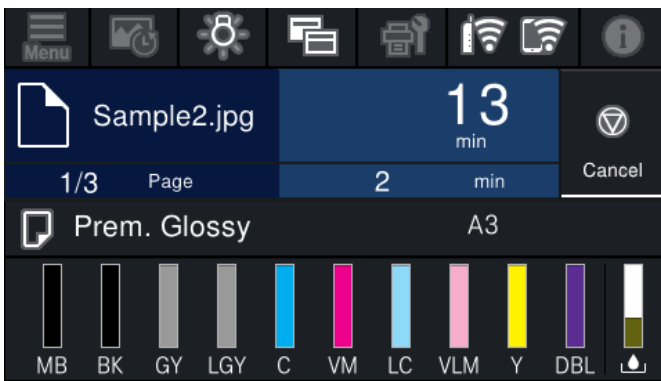 Menu
Sample2.jpg
13
min
Cancel
1/3 Page
2 min
Prem. Glossy A3
MB BK GY LGY C VM LC VLM Y DBL